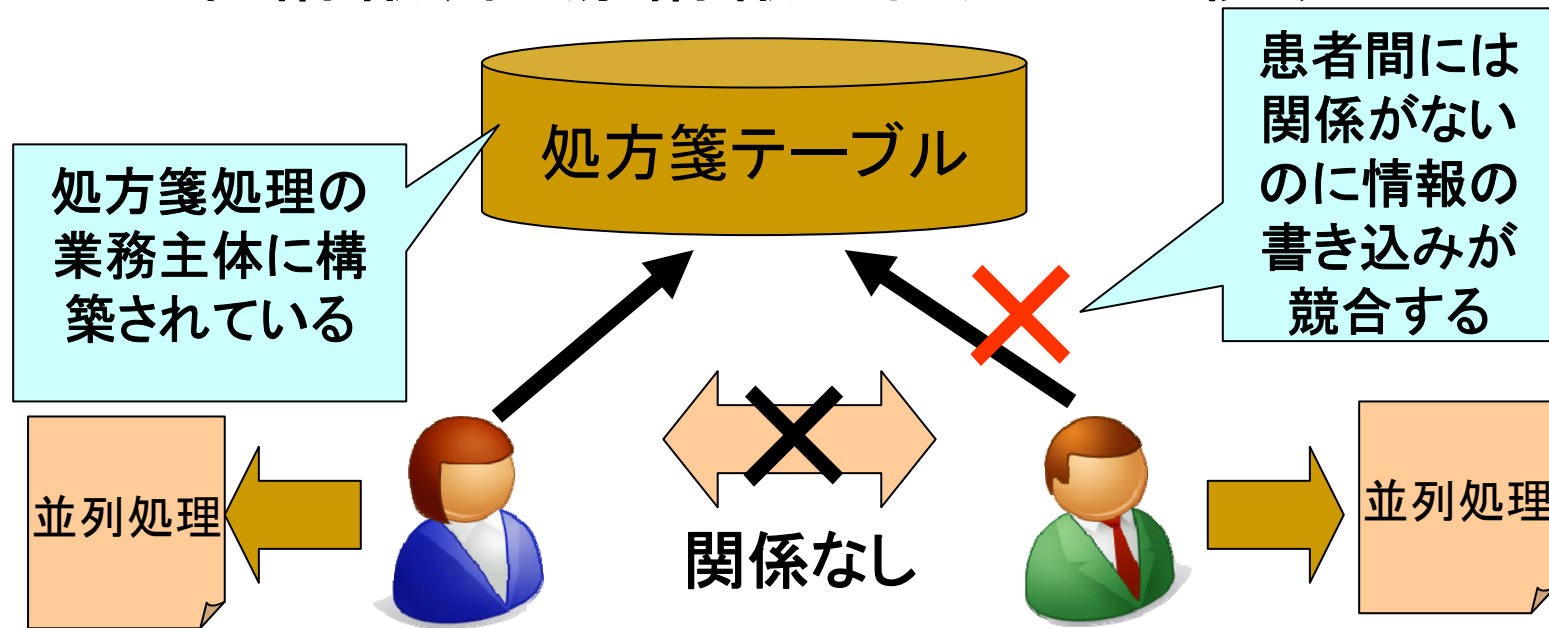 処方箋テーブル
処方箋処理の
業務主体に構
築されている
患者間には
関係がない
のに情報の
書き込みが
競合する
並列処理
関係なし
並列処理